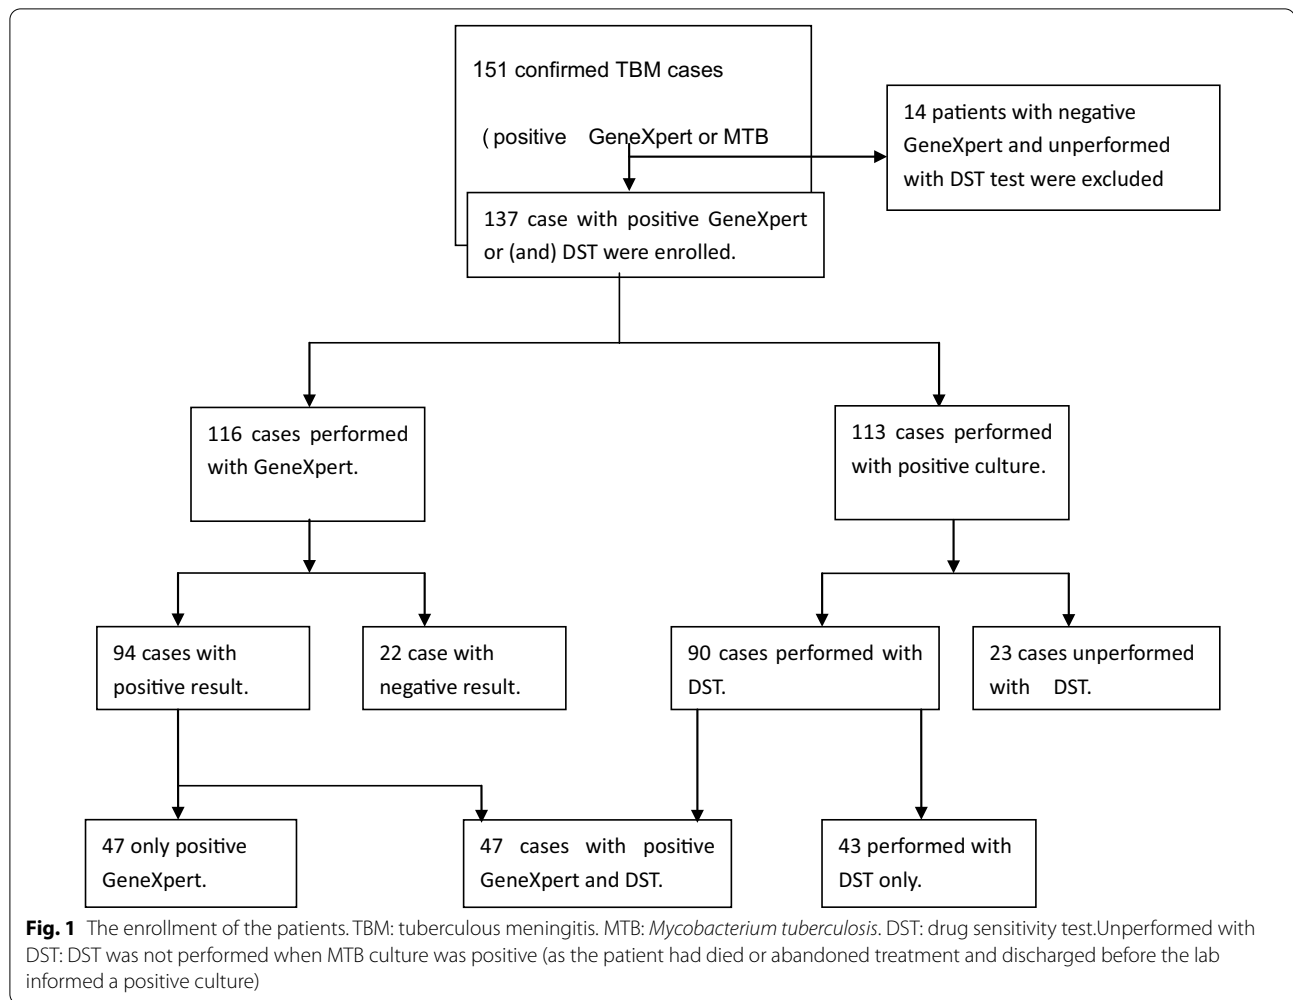 151 confirmed TBM cases
( positive GeneXpert or MTB
14 patients with negative
GeneXpert and unperformed
with DST test were excluded
137 case with positive GeneXpert
or (and) DST were enrolled.
116 cases performed
with GeneXpert.
113 cases performed
with positive culture.
94 cases with
positive result.
22 case with
negative result.
90 cases performed with
DST.
23 cases unperformed
with DST.
47 only positive
GeneXpert.
47 cases with positive
GeneXpert and DST.
43 performed with
DST only.
Fig. 1 The enrollment of the patients. TBM: tuberculous meningitis. MTB: Mycobacterium tuberculosis. DST: drug sensitivity test.Unperformed with
DST: DST was not performed when MTB culture was positive (as the patient had died or abandoned treatment and discharged before the lab
informed a positive culture)